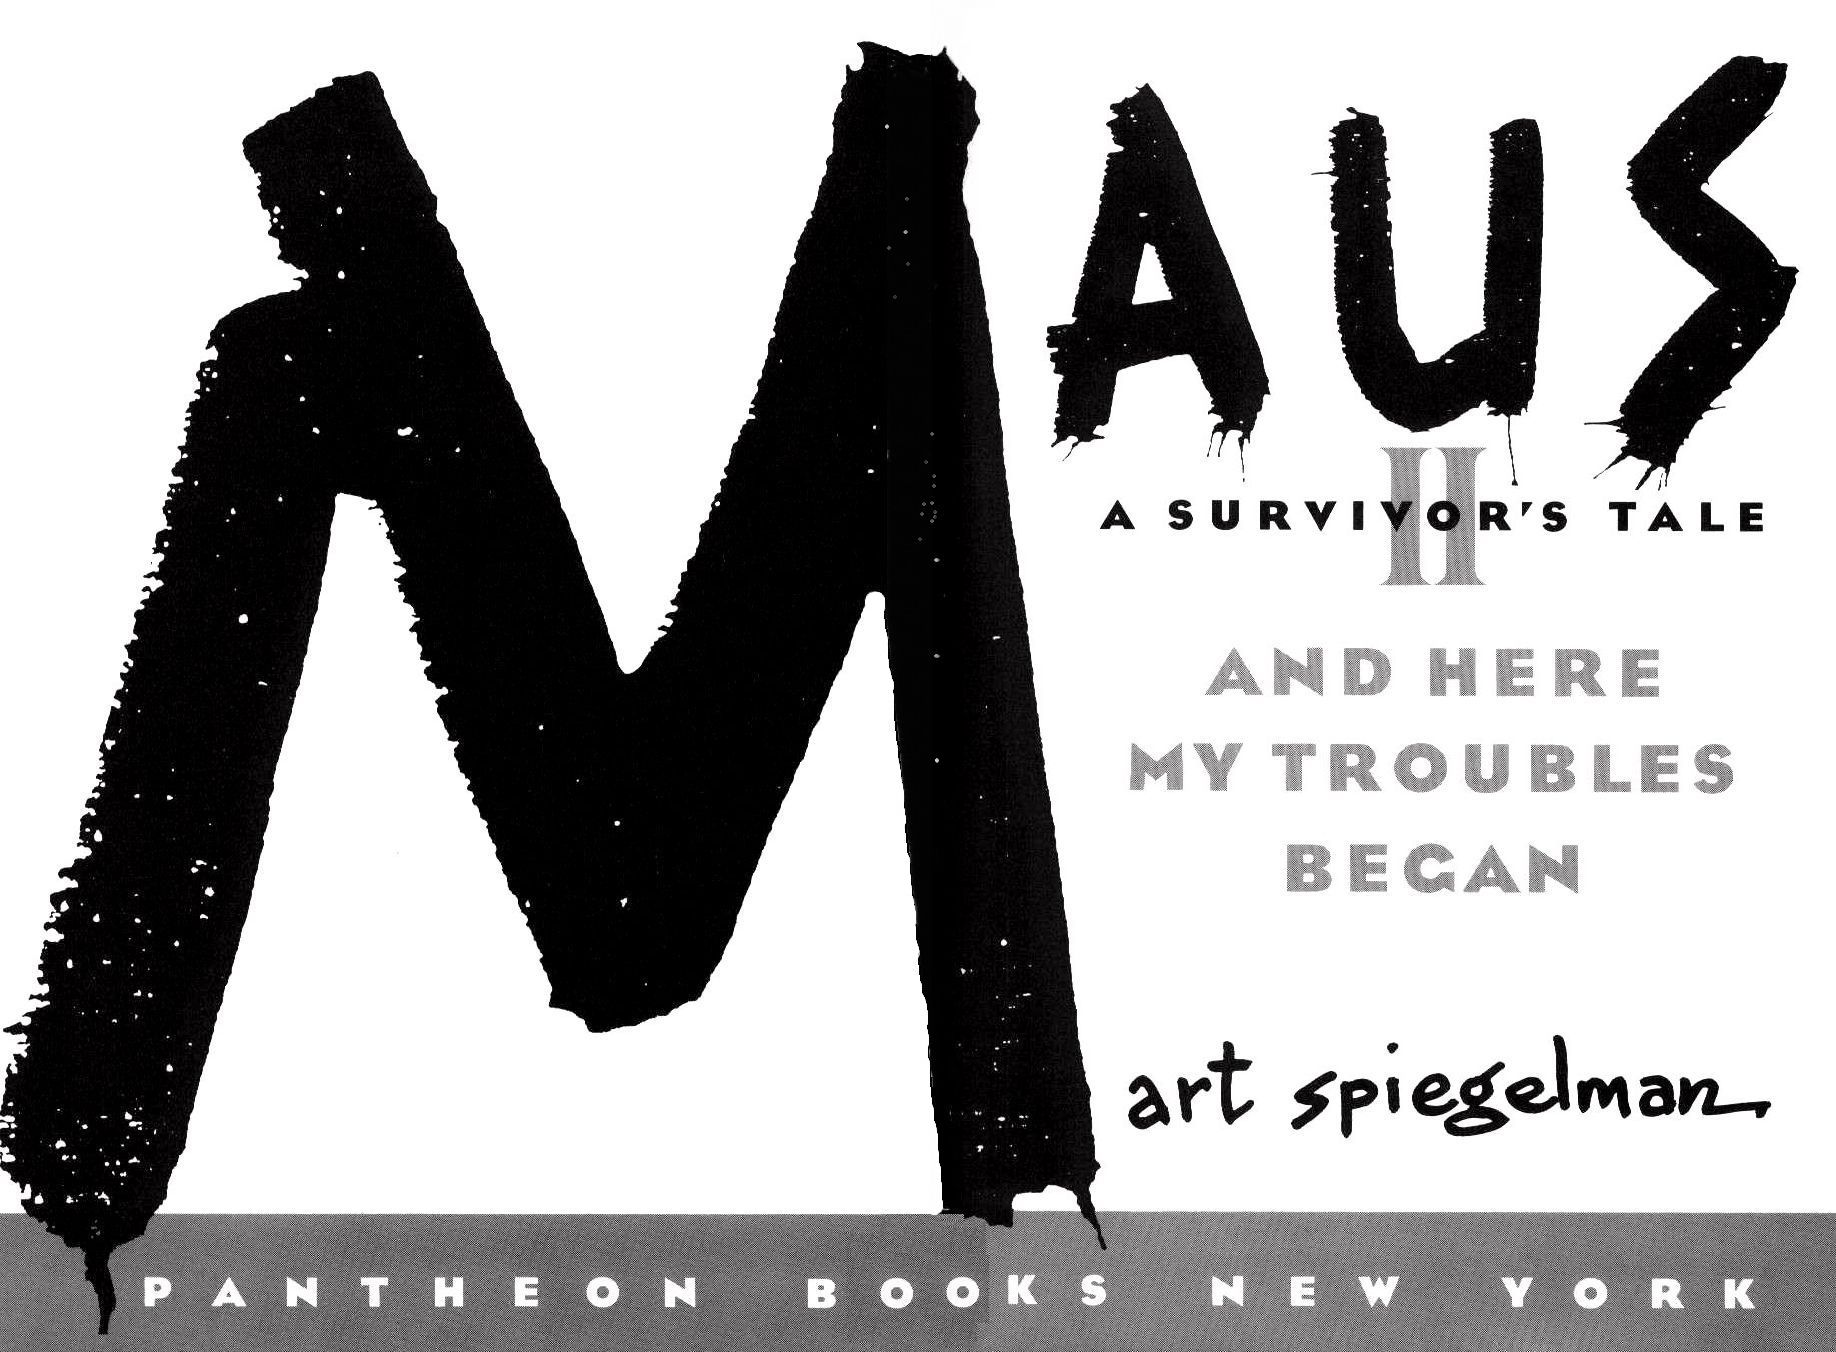 MAUS
II
A SURVIVOR'S TALE
AND HERE
MY TROUBLES
BEGAN
art spiegelman
PANTHEON BOOKS NEW YORK